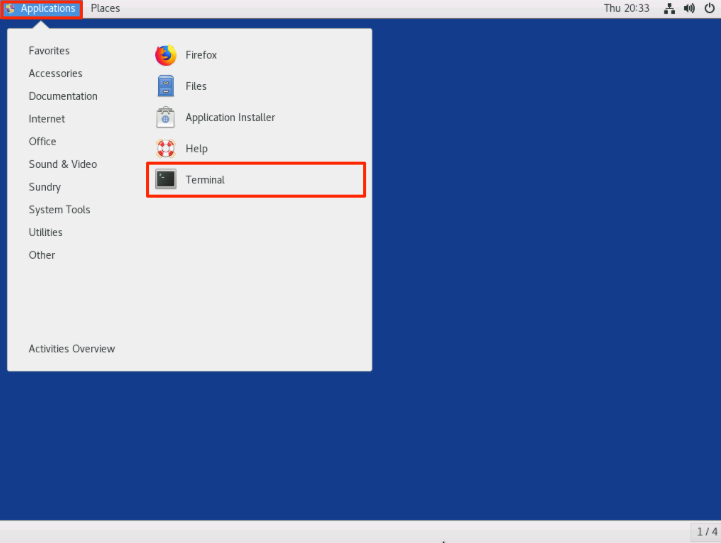 Applications Places Thu 20:33
Favorites
Accessories
Documentation
Internet
Office
Sound & Video
Sundry
System Tools
Utilities
Other
Activities Overview
Firefox
Files
Application Installer
Help
Terminal
1 / 4